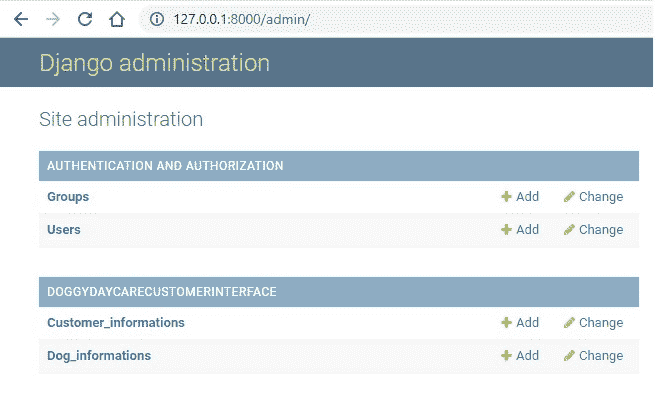 127.0.0.1:8000/admin/
Django administration
Site administration
AUTHENTICATION AND AUTHORIZATION
Groups Add Change
Users Add Change
DOGGYDAYCARECUSTOMERINTERFACE
Customer_informations Add Change
Dog_informations Add Change